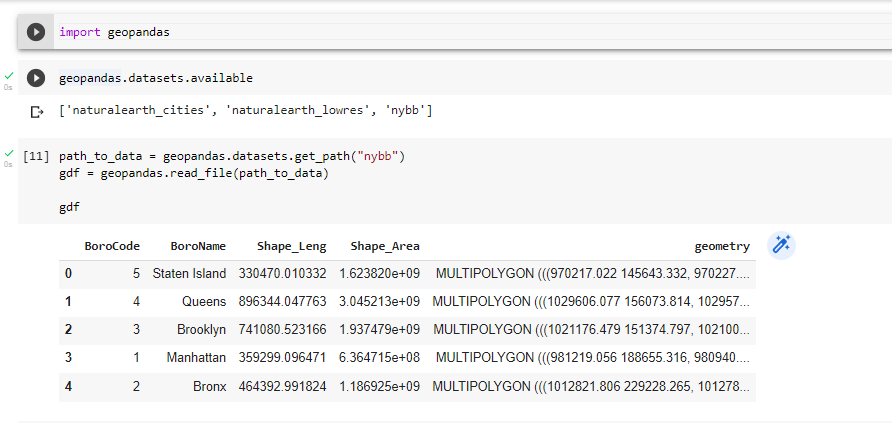 import geopandas
0s
geopandas.datasets.available
['naturalearth_cities', 'naturalearth_lowres', 'nybb']
0s
[11] path_to_data = geopandas.datasets.get_path("nybb")
gdf = geopandas.read_file(path_to_data)
gdf
BoroCode BoroName Shape_Leng Shape_Area geometry
0 5 Staten Island 330470.010332 1.623820e+09 MULTIPOLYGON (((970217.022 145643.332, 970227....
1 4 Queens 896344.047763 3.045213e+09 MULTIPOLYGON (((1029606.077 156073.814, 102957...
2 3 Brooklyn 741080.523166 1.937479e+09 MULTIPOLYGON (((1021176.479 151374.797, 102100...
3 1 Manhattan 359299.096471 6.364715e+08 MULTIPOLYGON (((981219.056 188655.316, 980940....
4 2 Bronx 464392.991824 1.186925e+09 MULTIPOLYGON (((1012821.806 229228.265, 101278...